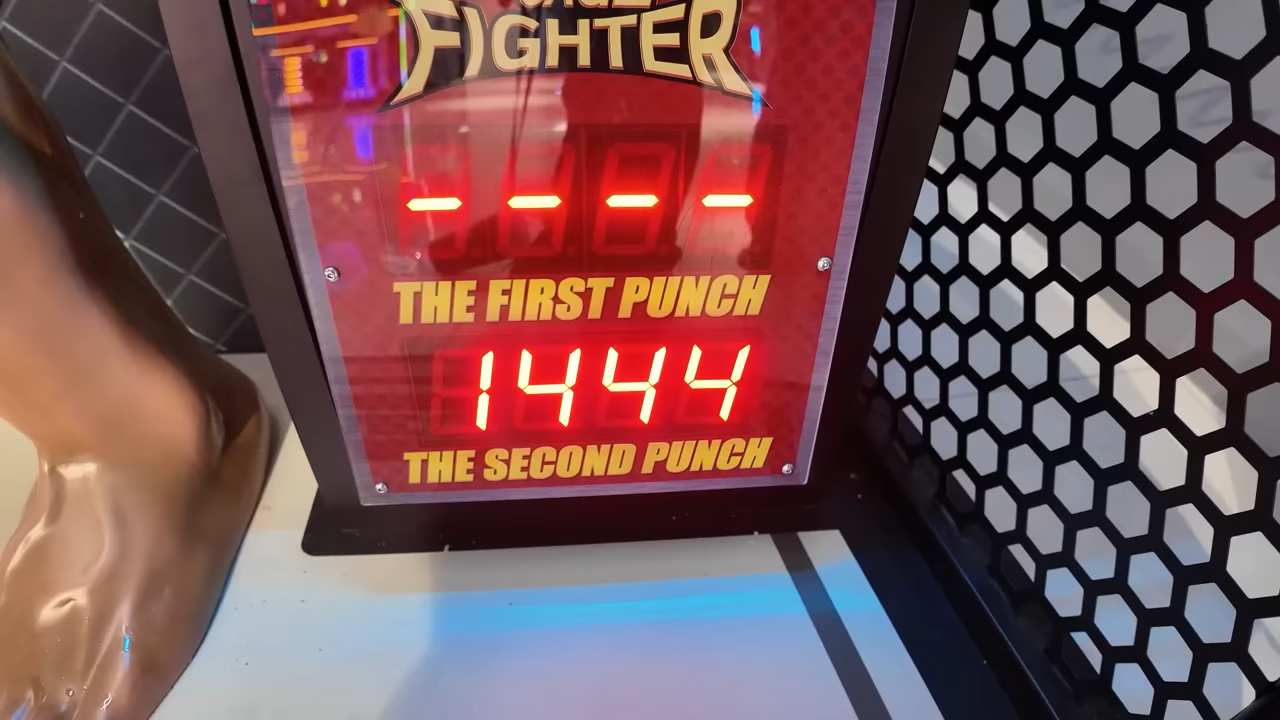 FIGHTER
- - - -
THE FIRST PUNCH
1444
THE SECOND PUNCH